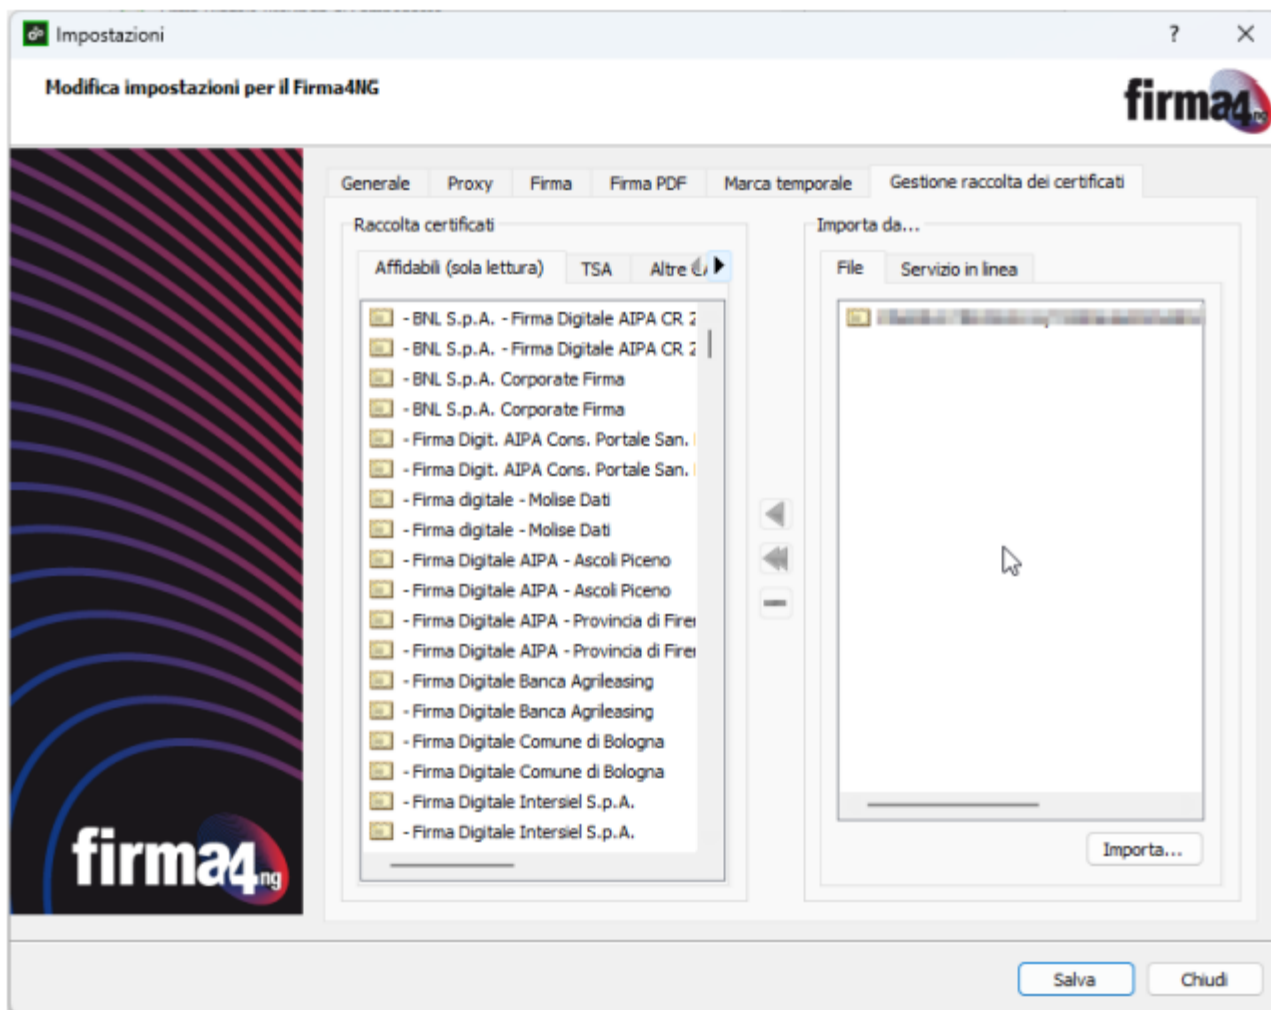 Impostazioni
?
Modifica impostazioni per il Firma4NG
firma4ng
Generale
Proxy
Firma
Firma PDF
Marca temporale
Gestione raccolta dei certificati
Raccolta certificati
Affidabili (sola lettura)
TSA
Altre
- BNL S.p.A. - Firma Digitale AIPA CR 2
- BNL S.p.A. - Firma Digitale AIPA CR 2
- BNL S.p.A. Corporate Firma
- BNL S.p.A. Corporate Firma
- Firma Digit. AIPA Cons. Portale San.
- Firma Digit. AIPA Cons. Portale San.
- Firma digitale - Molise Dati
- Firma digitale - Molise Dati
- Firma Digitale AIPA - Ascoli Piceno
- Firma Digitale AIPA - Ascoli Piceno
- Firma Digitale AIPA - Provincia di Firen
- Firma Digitale AIPA - Provincia di Firen
- Firma Digitale Banca Agrileasing
- Firma Digitale Banca Agrileasing
- Firma Digitale Comune di Bologna
- Firma Digitale Comune di Bologna
- Firma Digitale Intersiel S.p.A.
- Firma Digitale Intersiel S.p.A.
Importa da...
File
Servizio in linea
Importa...
firma4ng
Salva
Chiudi